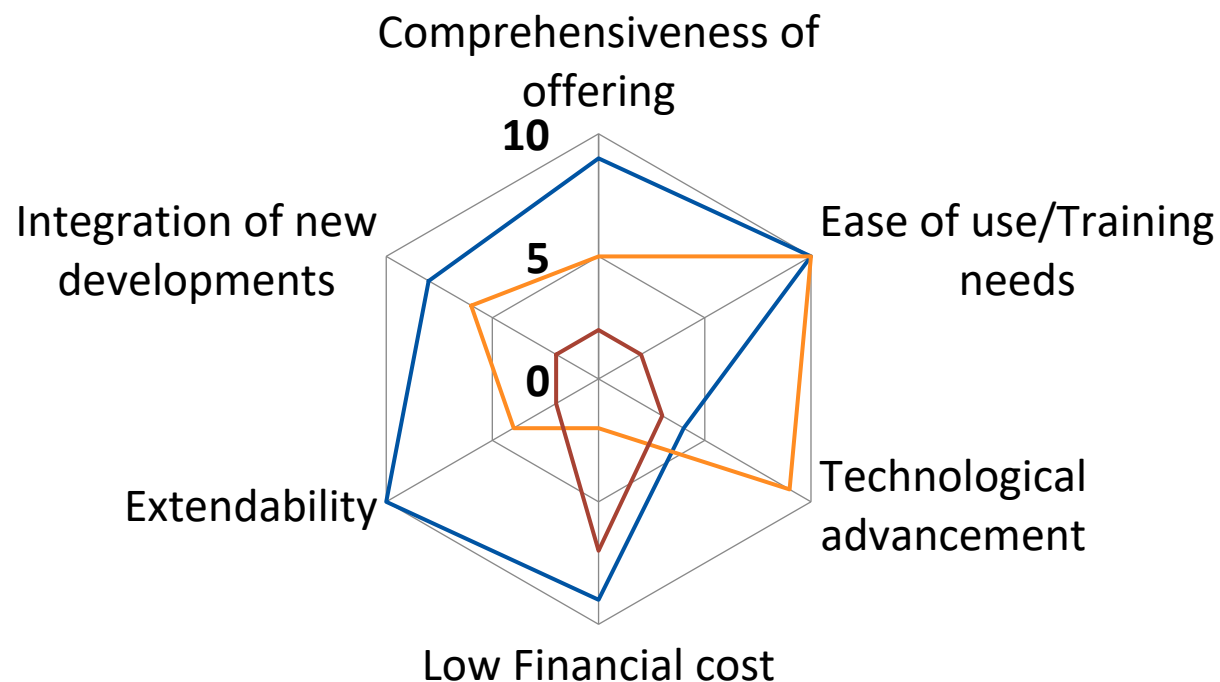 Comprehensiveness of
offering
10
Integration of new
developments
5
Ease of use/Training
needs
0
Extendability
Technological
advancement
Low Financial cost